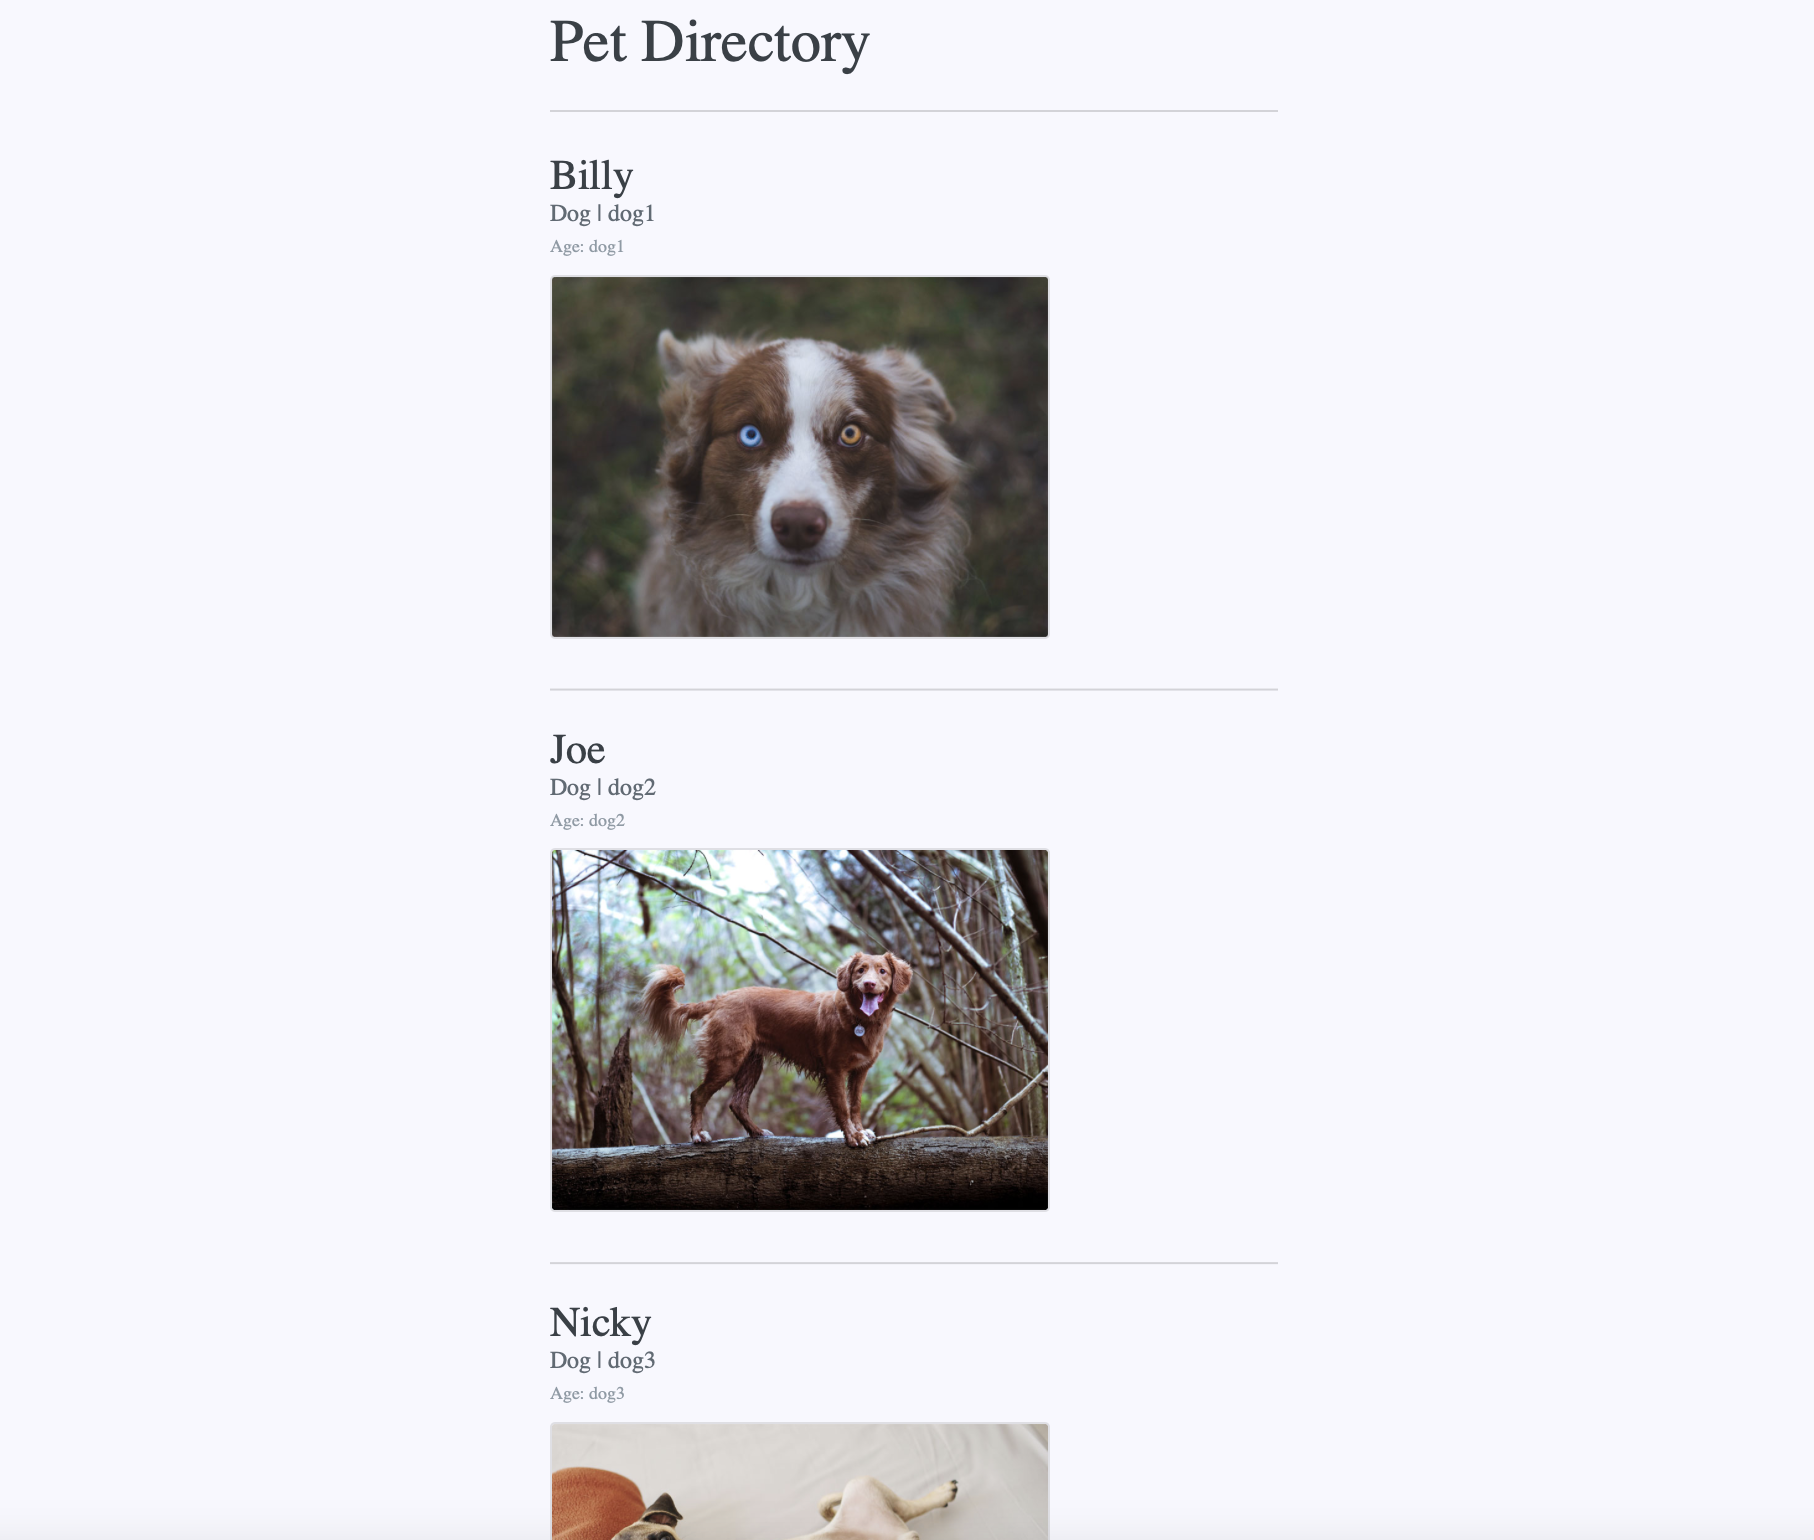 Pet Directory
Billy
Dog | dog1
Age: dog1
Joe
Dog | dog2
Age: dog2
Nicky
Dog | dog3
Age: dog3